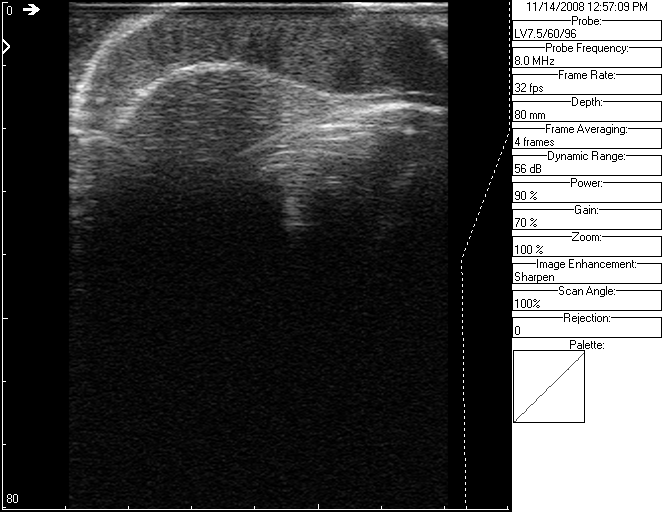 0
80
11/14/2008 12:57:09 PM
Probe:
LV7.5/60/96
Probe Frequency:
8.0 MHz
Frame Rate:
32 fps
Depth:
80 mm
Frame Averaging:
4 frames
Dynamic Range:
56 dB
Power:
90 %
Gain:
70 %
Zoom:
100 %
Image Enhancement:
Sharpen
Scan Angle:
100%
Rejection:
0
Palette: